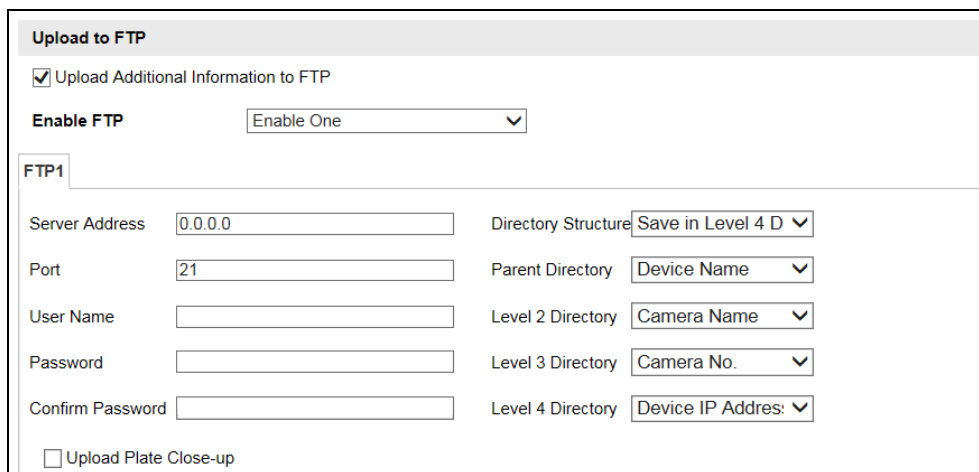 Upload to FTP
Upload Additional Information to FTP
Enable FTP Enable One
FTP1
Server Address 0.0.0.0 Directory Structure Save in Level 4 D
Port 21 Parent Directory Device Name
User Name Level 2 Directory Camera Name
Password Level 3 Directory Camera No.
Confirm Password Level 4 Directory Device IP Addres
Upload Plate Close-up